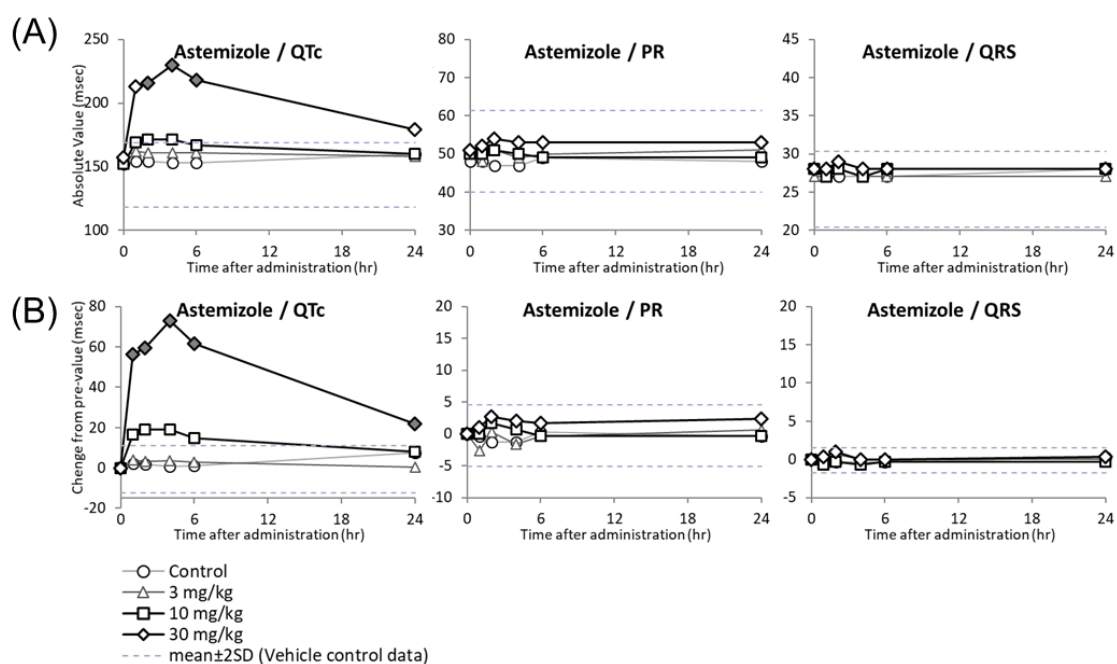 (A)
Astemizole / QTc
Absolute Value (msec)
250
200
150
100
0 6 12 18 24
Time after administration (hr)
Astemizole / PR
80
70
60
50
40
30
0 6 12 18 24
Time after administration (hr)
Astemizole / QRS
45
40
35
30
25
20
0 6 12 18 24
Time after administration (hr)
(B)
Astemizole / QTc
Chenge from pre-value (msec)
80
60
40
20
0
-20
0 6 12 18 24
Time after administration (hr)
Astemizole / PR
20
15
10
5
0
-5
-10
0 6 12 18 24
Time after administration (hr)
Astemizole / QRS
20
15
10
5
0
-5
0 6 12 18 24
Time after administration (hr)
Control
3 mg/kg
10 mg/kg
30 mg/kg
mean±2SD (Vehicle control data)